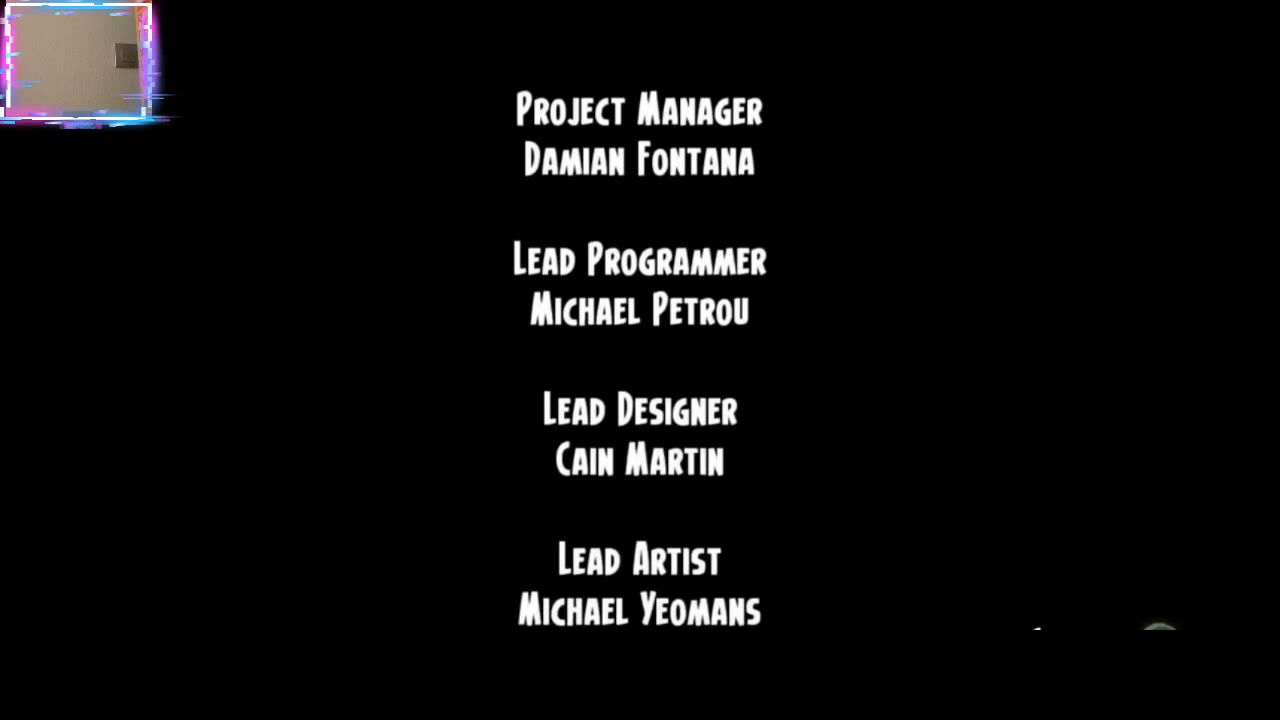 Project Manager
Damian Fontana
Lead Programmer
Michael Petrou
Lead Designer
Cain Martin
Lead Artist
Michael Yeomans